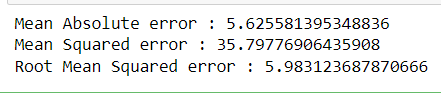 Mean Absolute error : 5.625581395348836
Mean Squared error : 35.79776906435908
Root Mean Squared error : 5.983123687870666